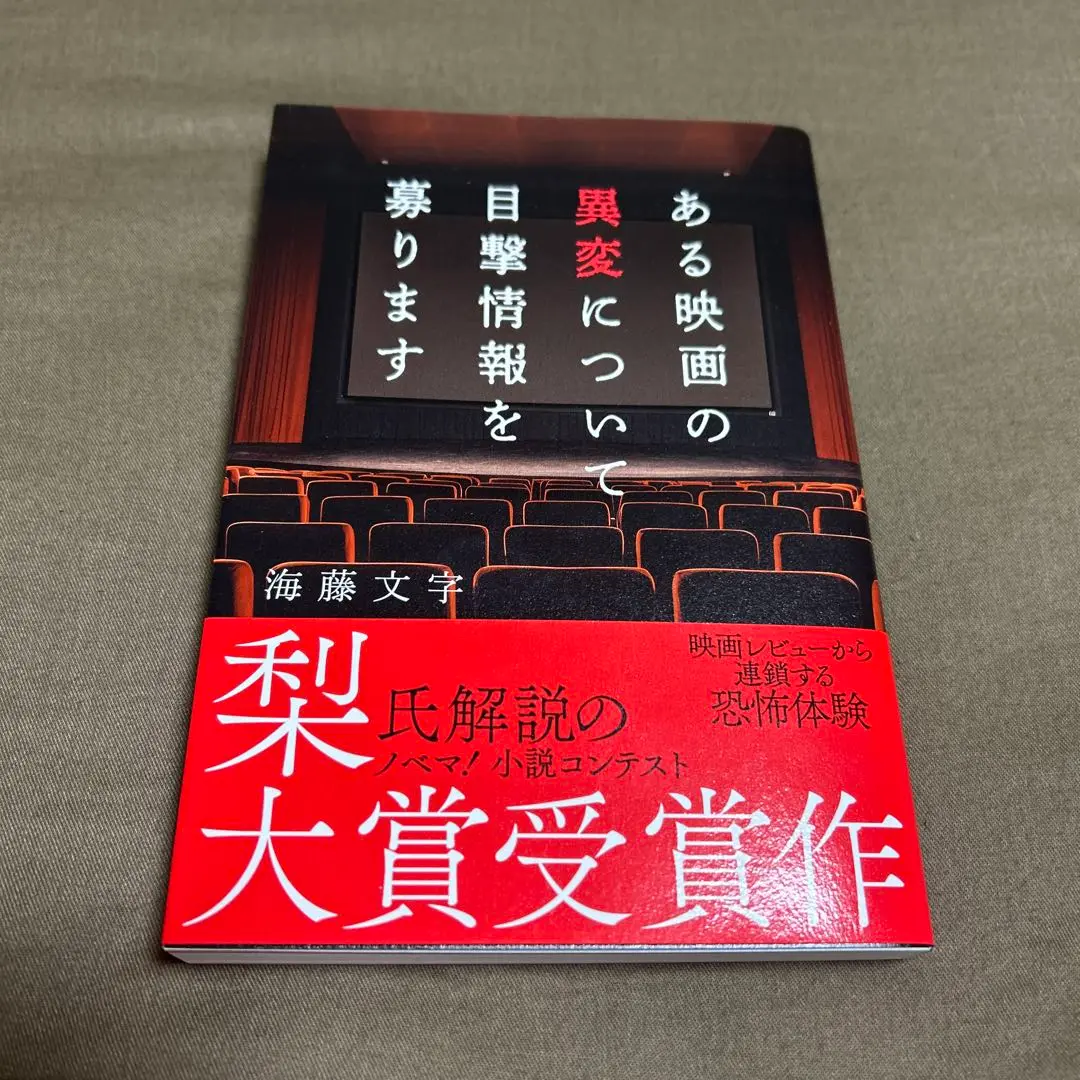 ある映画の
異変について
目撃情報を
募ります
海藤文字
映画レビューから
連鎖する
恐怖体験
梨氏解説の
ノベマ!小説コンテスト
大賞受賞作